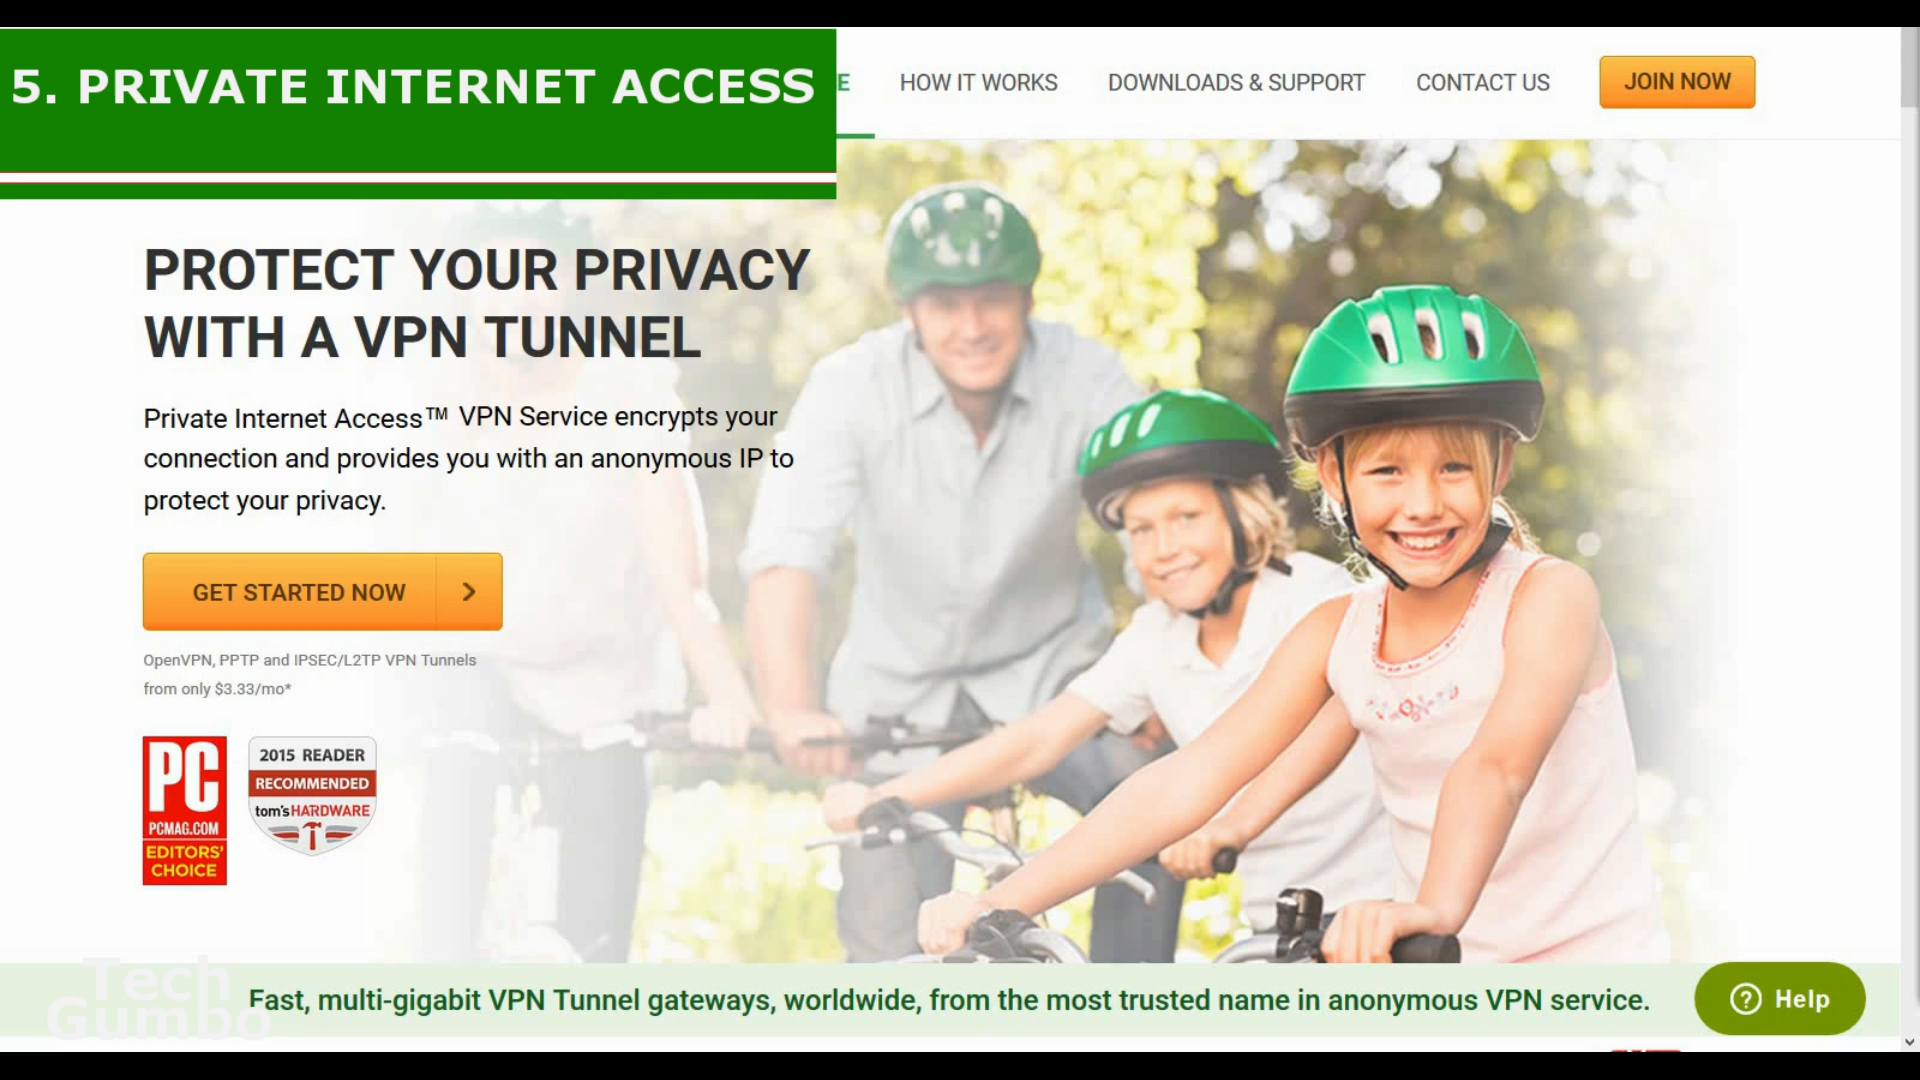 5. PRIVATE INTERNET ACCESS
E
HOW IT WORKS
DOWNLOADS & SUPPORT
CONTACT US
JOIN NOW
PROTECT YOUR PRIVACY
WITH A VPN TUNNEL
Private Internet Access™ VPN Service encrypts your
connection and provides you with an anonymous IP to
protect your privacy.
GET STARTED NOW
OpenVPN, PPTP and IPSEC/L2TP VPN Tunnels
from only $3.33/mo*
PC
PCMAG.COM
EDITORS'
CHOICE
2015 READER
RECOMMENDED
tom's HARDWARE
Tech
Gumbo
Fast, multi-gigabit VPN Tunnel gateways, worldwide, from the most trusted name in anonymous VPN service.
? Help